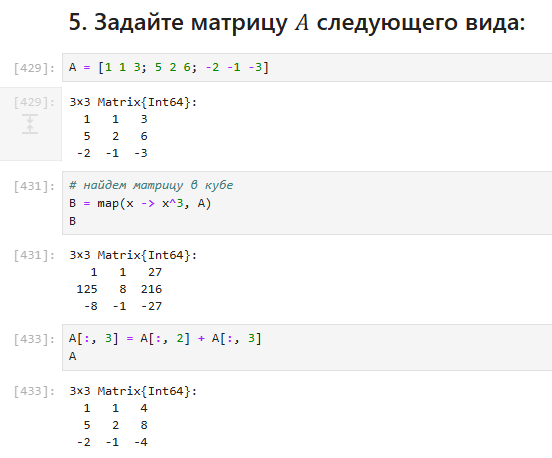 5. Задайте матрицу A следующего вида:
[429]: A = [1 1 3; 5 2 6; -2 -1 -3]
[429]: 3×3 Matrix{Int64}:
1 1 3
5 2 6
-2 -1 -3
[431]: # найдем матрицу в кубе
B = map(x -> x^3, A)
B
[431]: 3×3 Matrix{Int64}:
1 1 27
125 8 216
-8 -1 -27
[433]: A[:, 3] = A[:, 2] + A[:, 3]
A
[433]: 3×3 Matrix{Int64}:
1 1 4
5 2 8
-2 -1 -4